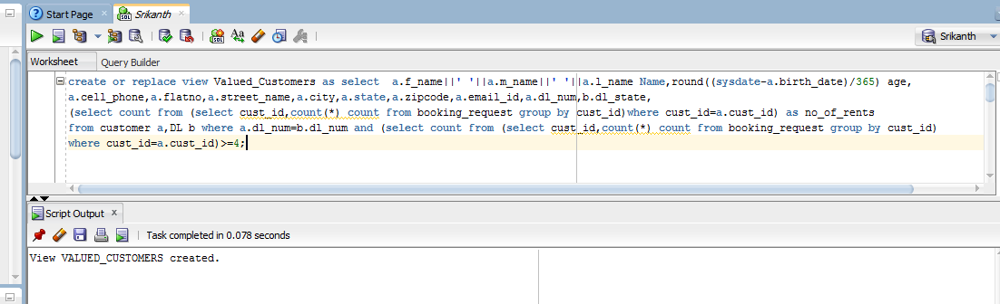 Start Page
Srikanth
Srikanth
Worksheet Query Builder
create or replace view Valued_Customers as select  a.f_name||' '||a.m_name||' '||a.l_name Name,round((sysdate-a.birth_date)/365) age,
a.cell_phone,a.flatno,a.street_name,a.city,a.state,a.zipcode,a.email_id,a.dl_num,b.dl_state,
(select count from (select cust_id,count(*) count from booking_request group by cust_id)where cust_id=a.cust_id) as no_of_rents
from customer a,DL b where a.dl_num=b.dl_num and (select count from (select cust_id,count(*) count from booking_request group by cust_id)
where cust_id=a.cust_id)>=4;
Script Output
Task completed in 0.078 seconds
View VALUED_CUSTOMERS created.